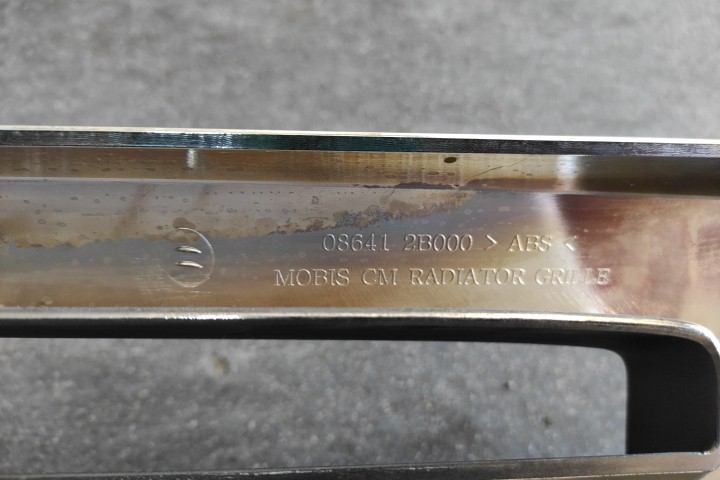 08641 2B000 > ABS <
MOBIS CM RADIATOR GRILLE